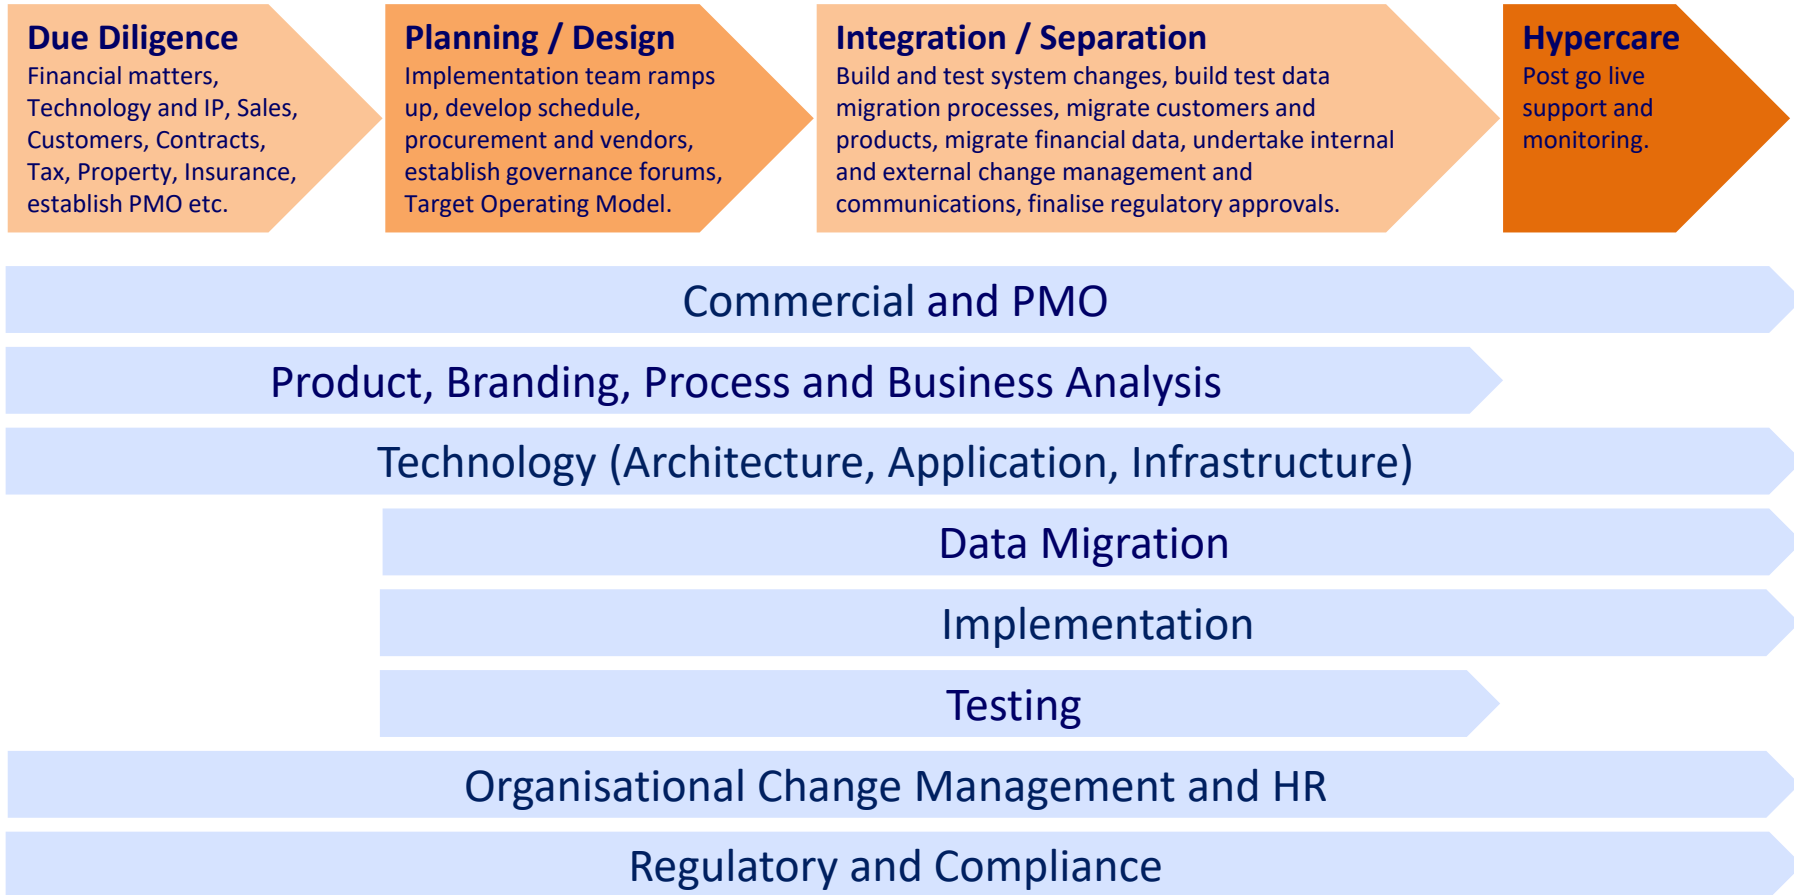 Due Diligence
Financial matters,
Technology and IP, Sales,
Customers, Contracts,
Tax, Property, Insurance,
establish PMO etc.
Planning / Design
Implementation team ramps
up, develop schedule,
procurement and vendors,
establish governance forums,
Target Operating Model.
Integration / Separation
Build and test system changes, build test data
migration processes, migrate customers and
products, migrate financial data, undertake internal
and external change management and
communications, finalise regulatory approvals.
Hypercare
Post go live
support and
monitoring.
Commercial and PMO
Product, Branding, Process and Business Analysis
Technology (Architecture, Application, Infrastructure)
Data Migration
Implementation
Testing
Organisational Change Management and HR
Regulatory and Compliance